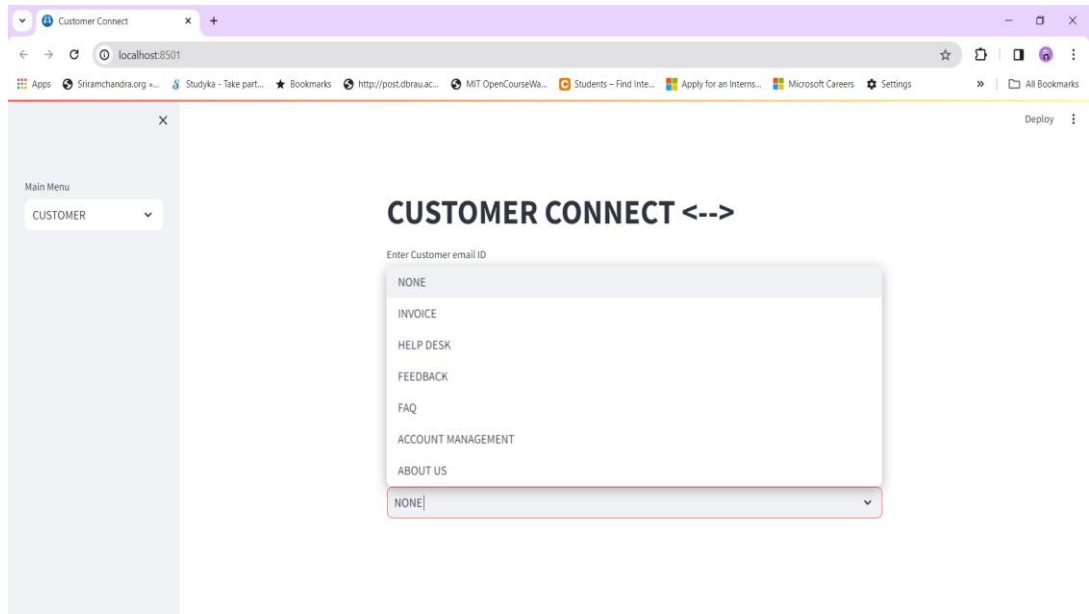 Customer Connect
localhost:8501
Apps Sriramchandra.org »... Studyka - Take part... Bookmarks http://post.dbrau.ac... MIT OpenCourseWa... Students – Find Inte... Apply for an Interns... Microsoft Careers Settings » All Bookmarks
Deploy
Main Menu
CUSTOMER
CUSTOMER CONNECT <-->
Enter Customer email ID
NONE
INVOICE
HELP DESK
FEEDBACK
FAQ
ACCOUNT MANAGEMENT
ABOUT US
NONE